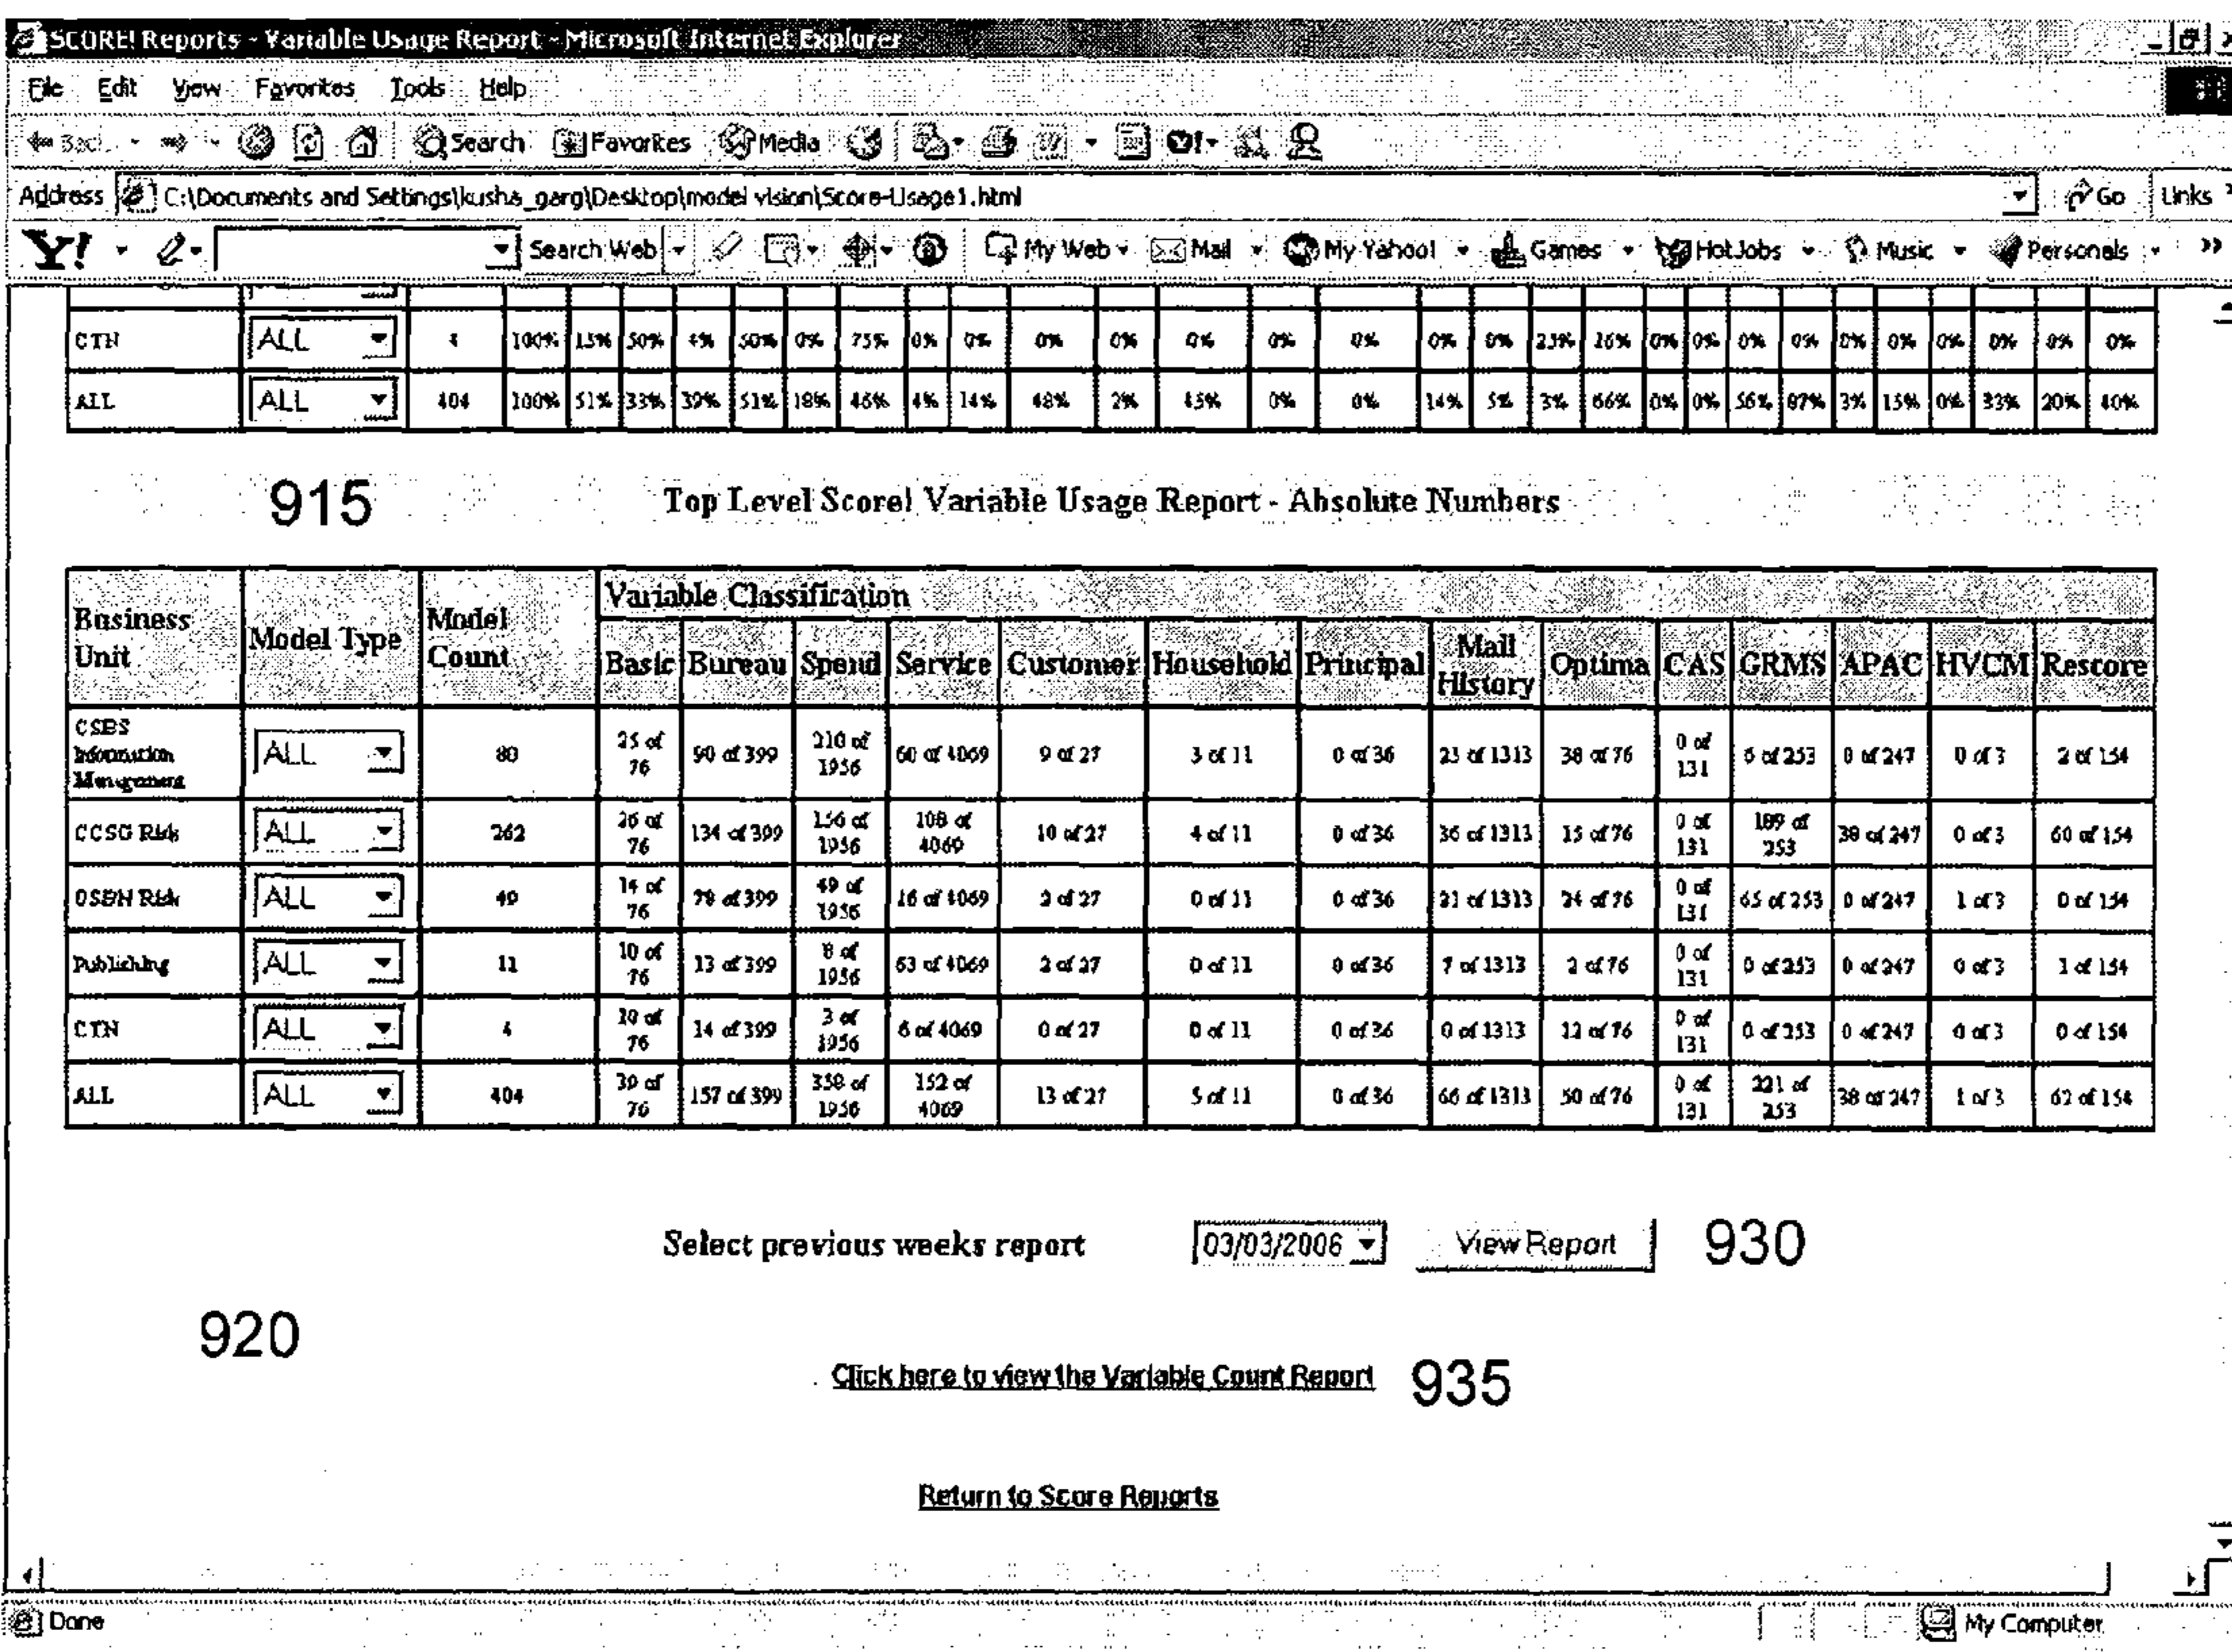 SCORE! Reports - Variable Usage Report - Microsoft Internet Explorer
File Edit View Favorites Tools Help
Back Search Favorites Media
Address C:\Documents and Settings\kusha_garg\Desktop\model vision\Score-Usage1.html Go Links
Y! Search Web My Web Mail My Yahoo! Games HotJobs Music Personals »
CTN ALL 100% 50% 50% 0% 75% 0% 0% 0% 0% 0% 0% 0% 0% 0% 0% 0% 0% 0% 0% 0% 0% 0% 0% 0%
ALL ALL 404 100% 51% 33% 39% 51% 18% 46% 4% 14% 48% 2% 45% 0% 0% 14% 5% 3% 66% 0% 0% 56% 87% 3% 15% 0% 33% 20% 40%
915 Top Level Score! Variable Usage Report - Absolute Numbers
Business Unit Model Type Model Count Variable Classification
Basic Bureau Spend Service Customer Household Principal Mail History Optima CAS GRMS APAC HVCM Restore
CSBS Information Management ALL 80 25 of 76 90 of 399 210 of 1956 60 of 4069 9 of 27 3 of 11 0 of 36 23 of 1313 38 of 76 0 of 131 6 of 253 0 of 247 0 of 3 2 of 154
CCSG Risk ALL 262 26 of 76 134 of 399 156 of 1956 108 of 4069 10 of 27 4 of 11 0 of 36 36 of 1313 15 of 76 0 of 131 189 of 253 38 of 247 0 of 3 60 of 154
OSBN Risk ALL 49 14 of 76 78 of 399 49 of 1956 16 of 4069 2 of 27 0 of 11 0 of 36 21 of 1313 24 of 76 0 of 131 65 of 253 0 of 247 1 of 3 0 of 154
Publishing ALL 11 10 of 76 13 of 399 8 of 1956 63 of 4069 2 of 27 0 of 11 0 of 36 7 of 1313 2 of 76 0 of 131 0 of 253 0 of 247 0 of 3 1 of 154
CTN ALL 4 of 76 14 of 399 3 of 1956 6 of 4069 0 of 27 0 of 11 0 of 36 0 of 1313 12 of 76 0 of 131 0 of 253 0 of 247 0 of 3 0 of 154
ALL ALL 404 39 of 76 157 of 399 358 of 1956 152 of 4069 13 of 27 5 of 11 0 of 36 66 of 1313 50 of 76 0 of 131 221 of 253 38 of 247 1 of 3 62 of 154
Select previous weeks report 03/03/2006 View Report 930
920
Click here to view the Variable Count Report 935
Return to Score Reports
Done My Computer